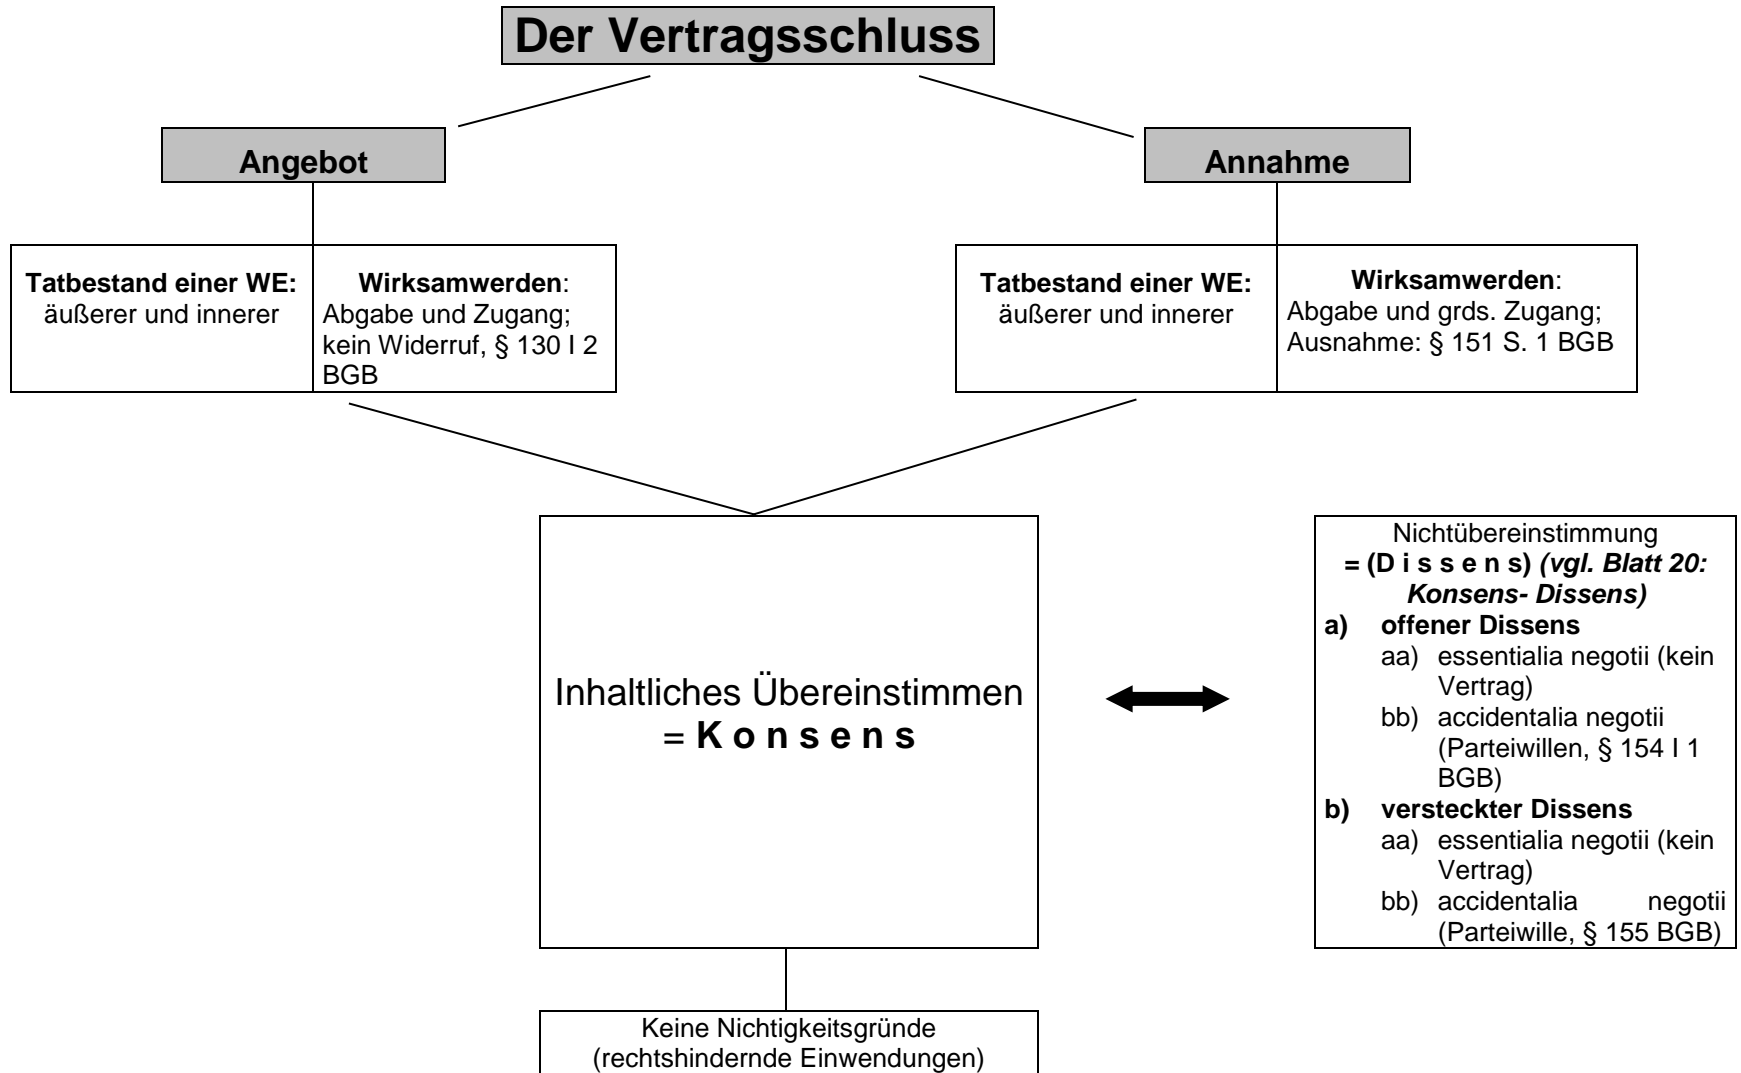 Der Vertragsschluss
Angebot
Annahme
Tatbestand einer WE:
äußerer und innerer
Wirksamwerden:
Abgabe und Zugang;
kein Widerruf, § 130 I 2
BGB
Tatbestand einer WE:
äußerer und innerer
Wirksamwerden:
Abgabe und grds. Zugang;
Ausnahme: § 151 S. 1 BGB
Inhaltliches Übereinstimmen
= K o n s e n s
Nichtübereinstimmung
= (D i s s e n s) (vgl. Blatt 20:
Konsens- Dissens)
a) offener Dissens
aa) essentialia negotii (kein
Vertrag)
bb) accidentalia negotii
(Parteiwillen, § 154 I 1
BGB)
b) versteckter Dissens
aa) essentialia negotii (kein
Vertrag)
bb) accidentalia negotii
(Parteiwille, § 155 BGB)
Keine Nichtigkeitsgründe
(rechtshindernde Einwendungen)